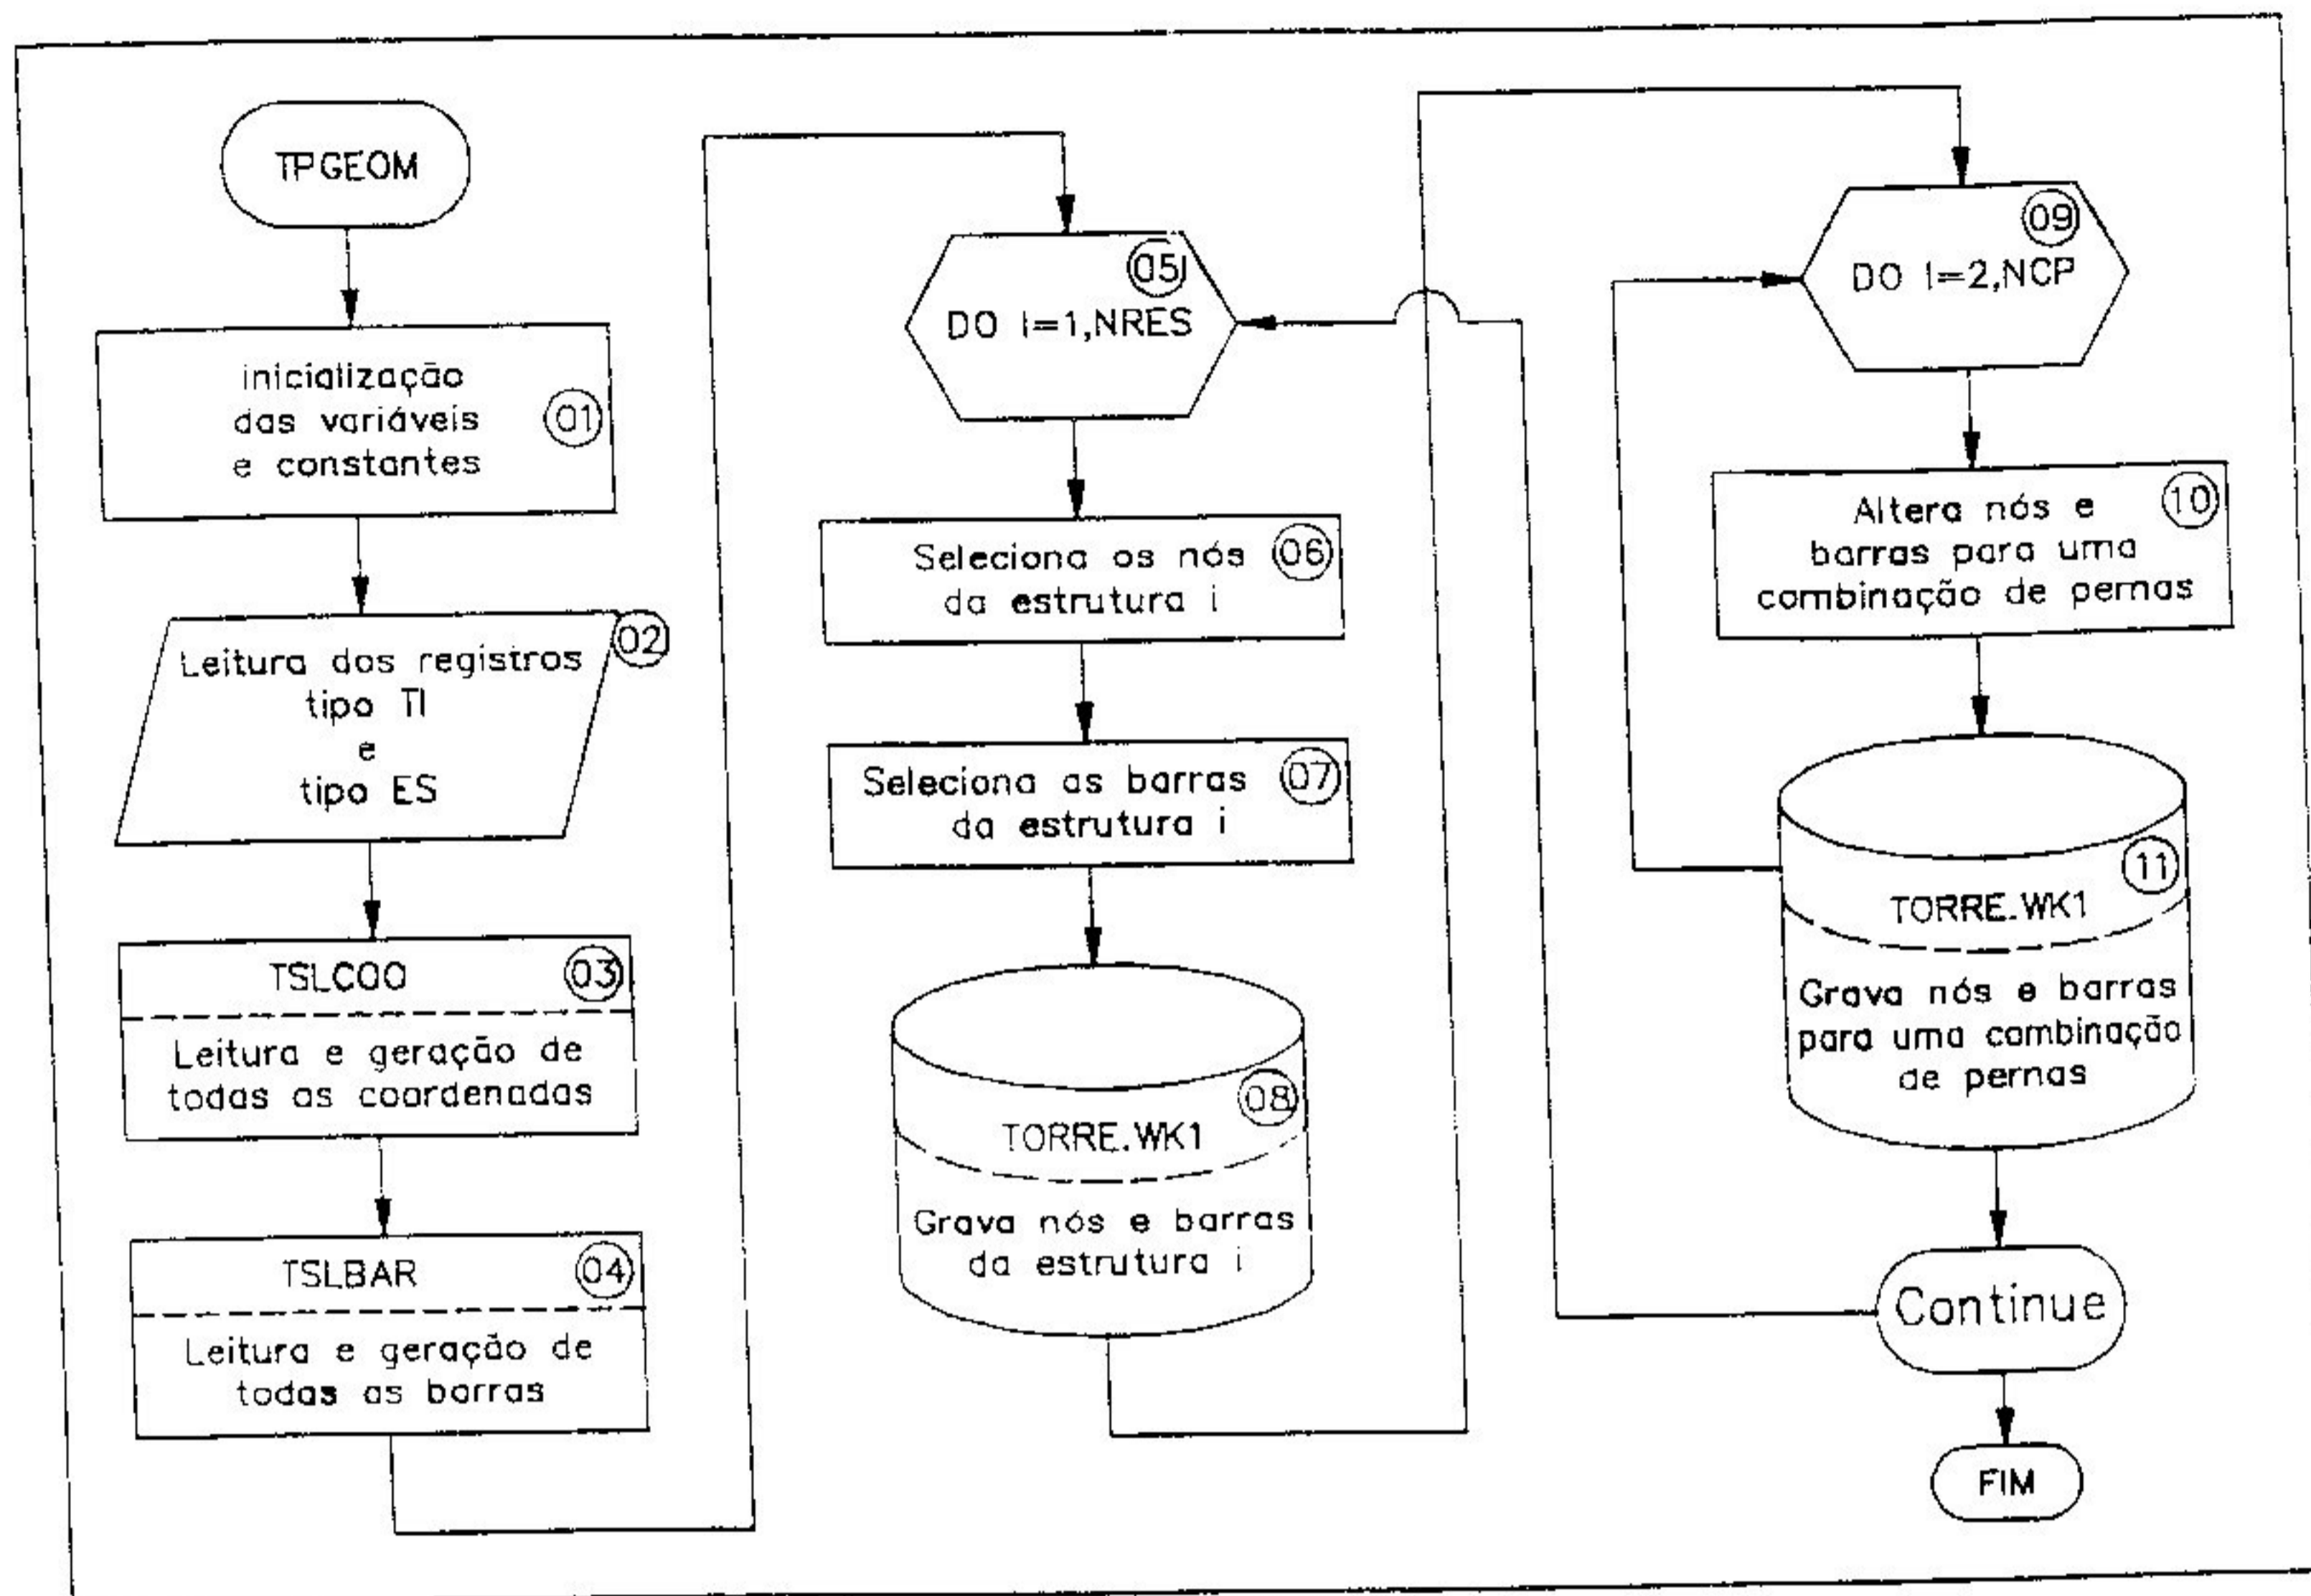 TPGEOM
inicialização
das variáveis
e constantes
01
Leitura dos registros
tipo TI
e
tipo ES
02
TSLCOO
03
Leitura e geração de
todas as coordenadas
TSLBAR
04
Leitura e geração de
todas as barras
05
DO I=1,NRES
Seleciona os nós
da estrutura i
06
Seleciona as barras
da estrutura i
07
08
TORRE.WK1
Grava nós e barras
da estrutura i
09
DO I=2,NCP
Altera nós e
barras para uma
combinação de pernas
10
11
TORRE.WK1
Grava nós e barras
para uma combinação
de pernas
Continue
FIM